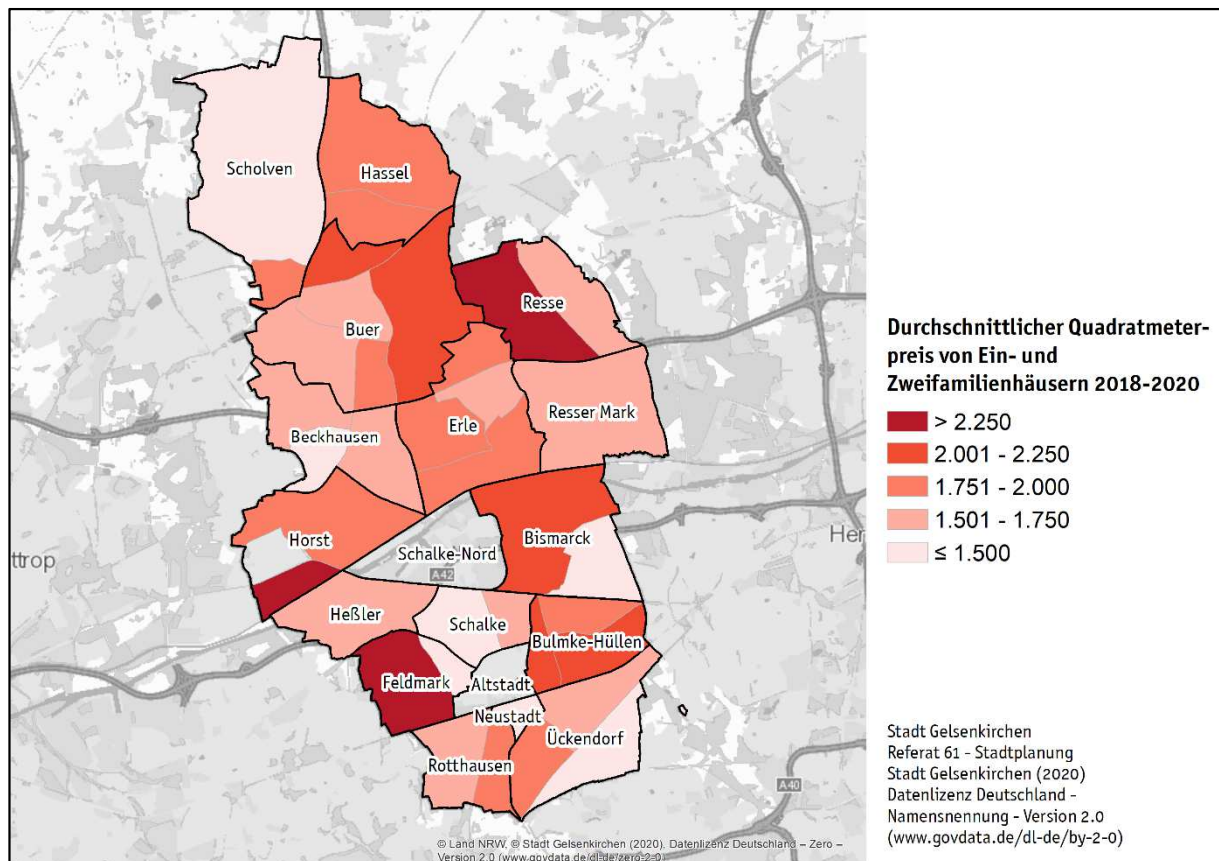 Scholven
Hassel
Resse
Buer
Resser Mark
Erle
Beckhausen
Horst
Bismarck
Schalke-Nord
A42
ttrop
Her
Heßler
Schalke
Bulmke-Hüllen
Feldmark
Altstadt
Neustadt
Ückendorf
Rotthausen
A40
© Land NRW, © Stadt Gelsenkirchen (2020). Datenlizenz Deutschland – Zero –
Version 2.0 (www.govdata.de/dl-de/zero-2-0)
Durchschnittlicher Quadratmeter-
preis von Ein- und
Zweifamilienhäusern 2018-2020
> 2.250
2.001 - 2.250
1.751 - 2.000
1.501 - 1.750
≤ 1.500
Stadt Gelsenkirchen
Referat 61 - Stadtplanung
Stadt Gelsenkirchen (2020)
Datenlizenz Deutschland -
Namensnennung - Version 2.0
(www.govdata.de/dl-de/by-2-0)